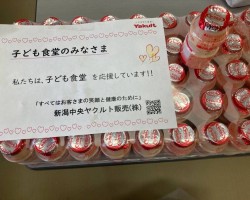 Yakult
子ども食堂のみなさま
私たちは、子ども食堂 を応援しています!!
「すべてはお客さまの笑顔と健康のために」
新潟中央ヤクルト販売(株)